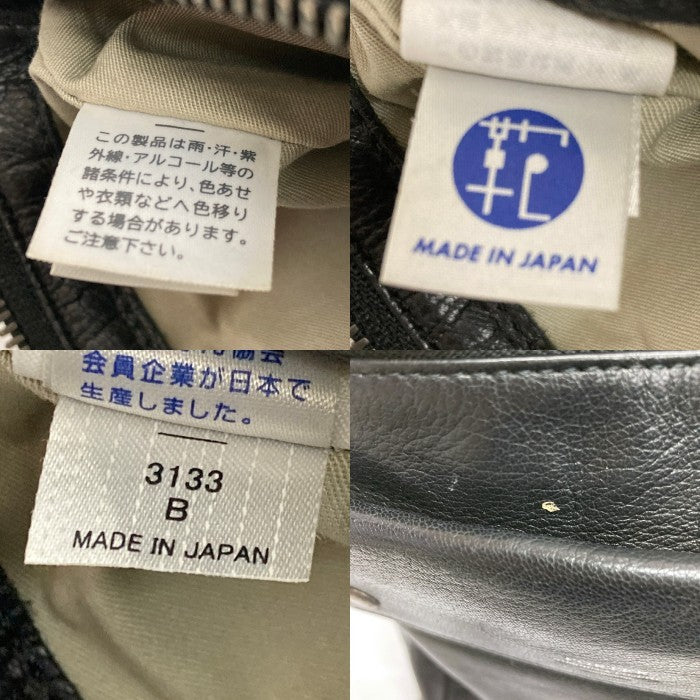 この製品は雨・汗・紫
外線・アルコール等の
諸条件により、色あせ
や衣類などへ色移り
する場合があります。
ご注意下さい。
MADE IN JAPAN
会員企業が日本で
生産しました。
3133
B
MADE IN JAPAN